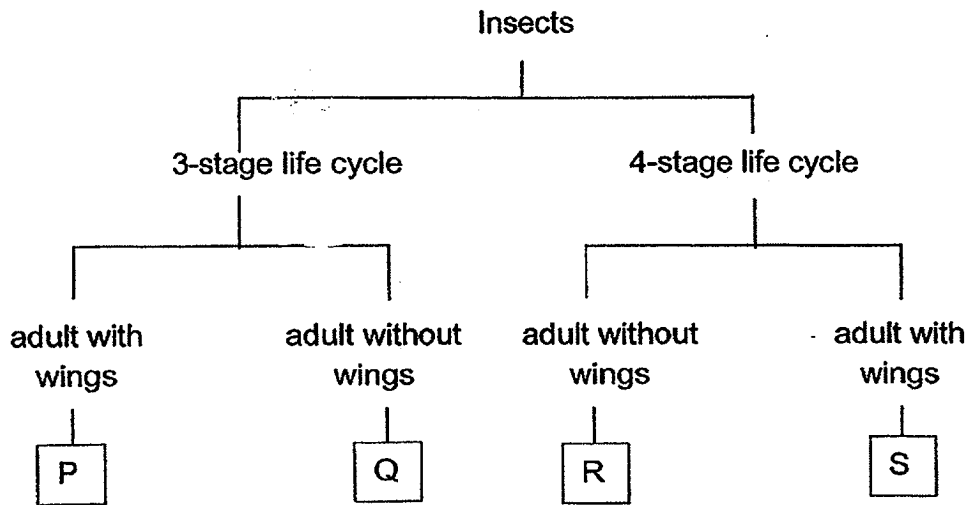 Insects
3-stage life cycle
4-stage life cycle
adult with
wings
adult without
wings
adult without
wings
adult with
wings
P
Q
R
S